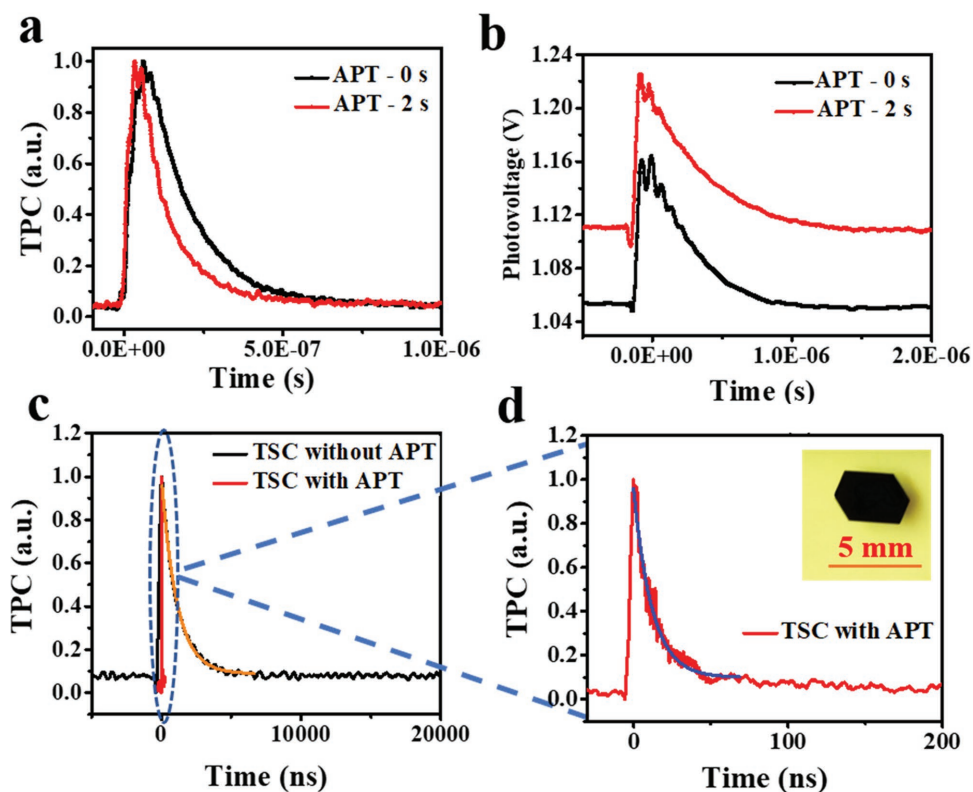 a
1.0
0.8
0.6
0.4
0.2
0.0
TPC (a.u.)
APT - 0 s
APT - 2 s
0.0E+00
5.0E-07
1.0E-06
Time (s)
b
1.20
1.16
1.12
1.08
1.04
Photovoltage (V)
APT - 0 s
APT - 2 s
0.0E+00
1.0E-06
2.0E-06
Time (s)
c
1.2
1.0
0.8
0.6
0.4
0.2
0.0
TPC (a.u.)
TSC without APT
TSC with APT
0
10000
20000
Time (ns)
d
1.2
1.0
0.8
0.6
0.4
0.2
0.0
TPC (a.u.)
5 mm
TSC with APT
0
100
200
Time (ns)